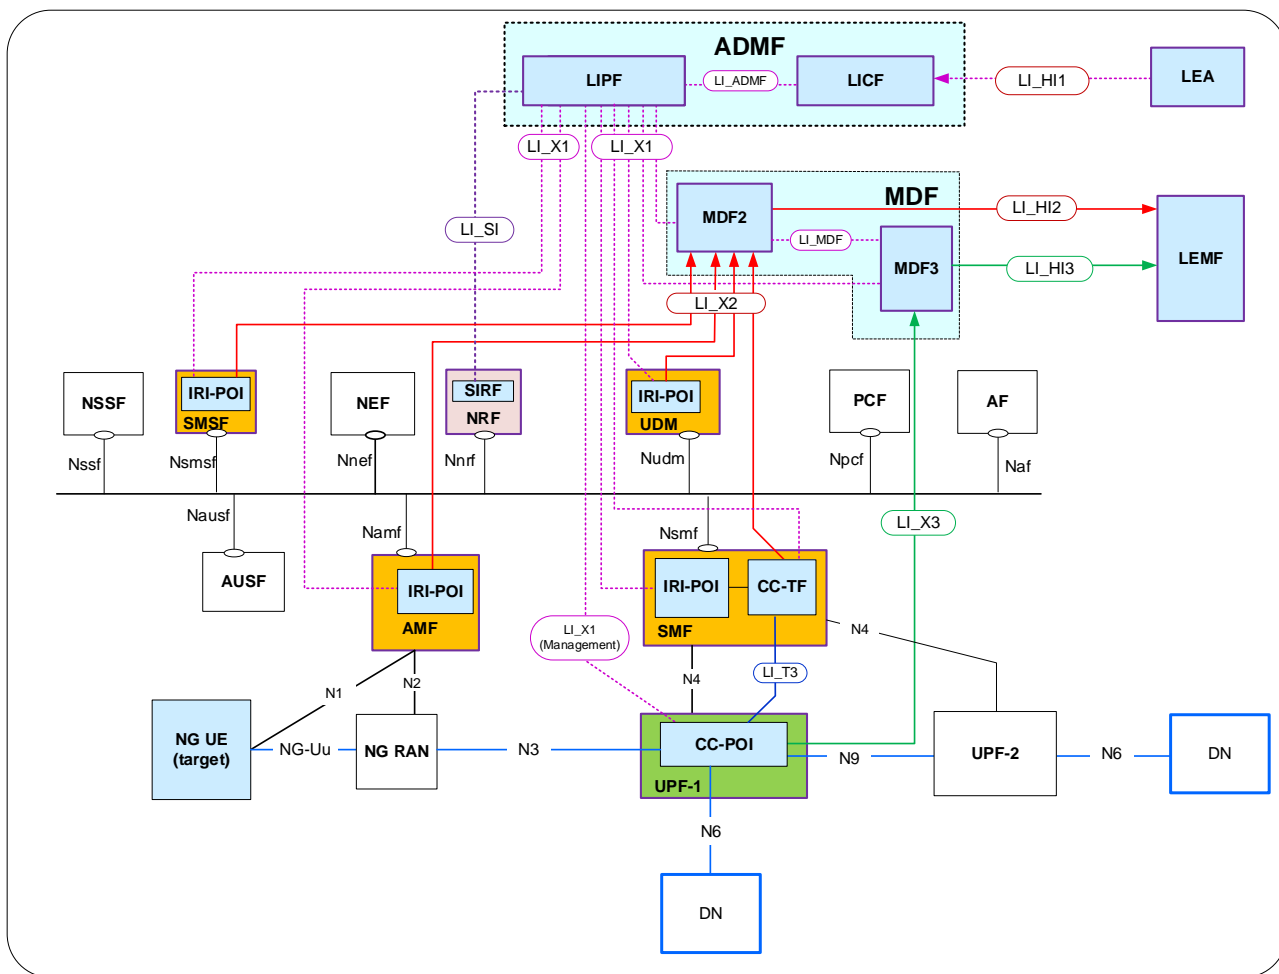 ADMF
LIPF
LI_ADMF
LICF
LI_HI1
LEA
LI_X1
LI_X1
MDF
MDF2
LI_HI2
LI_SI
LI_MDF
MDF3
LI_HI3
LEMF
LI_X2
NSSF
IRI-POI
SMSF
NEF
SIRF
NRF
IRI-POI
UDM
PCF
AF
Nssf
Nsmsf
Nnef
Nnrf
Nudm
Npcf
Naf
Nausf
Namf
Nsmf
LI_X3
AUSF
IRI-POI
AMF
IRI-POI
CC-TF
SMF
LI_X1
(Management)
N4
LI_T3
N4
N1
N2
NG UE
(target)
NG-Uu
NG RAN
N3
CC-POI
UPF-1
N9
UPF-2
N6
DN
N6
DN